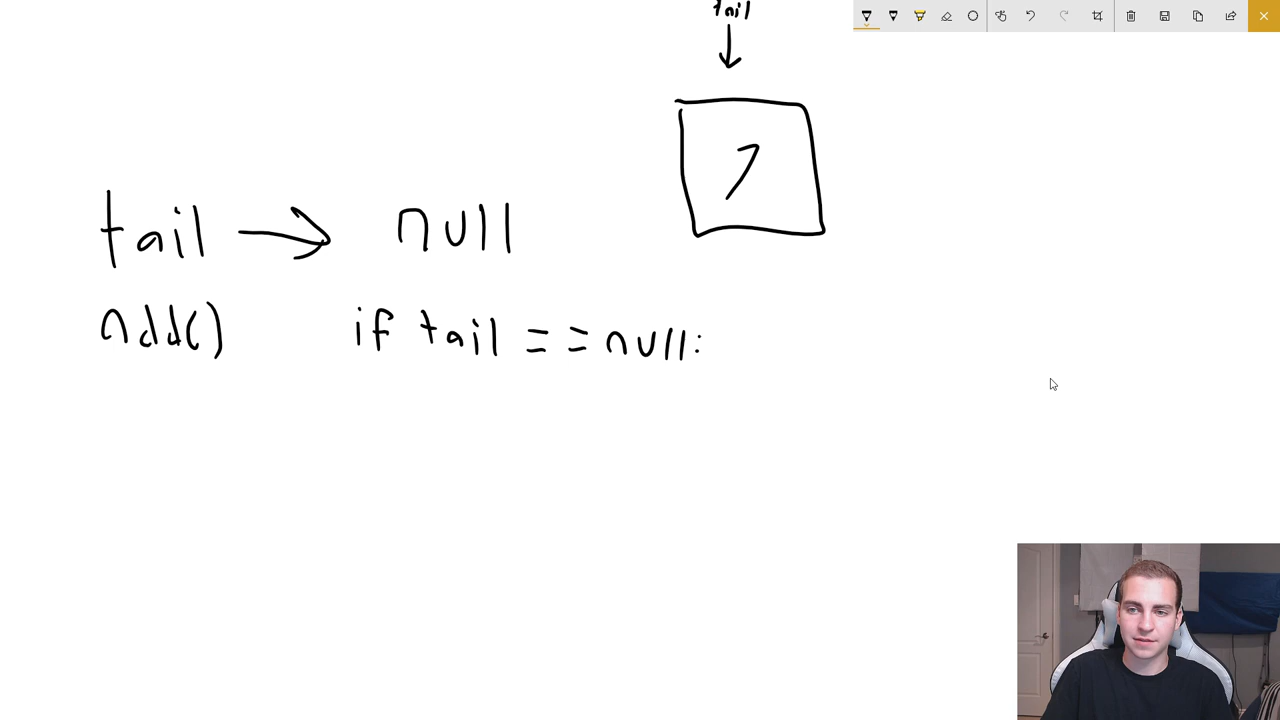 tail
7
tail → null
add() if tail == null: